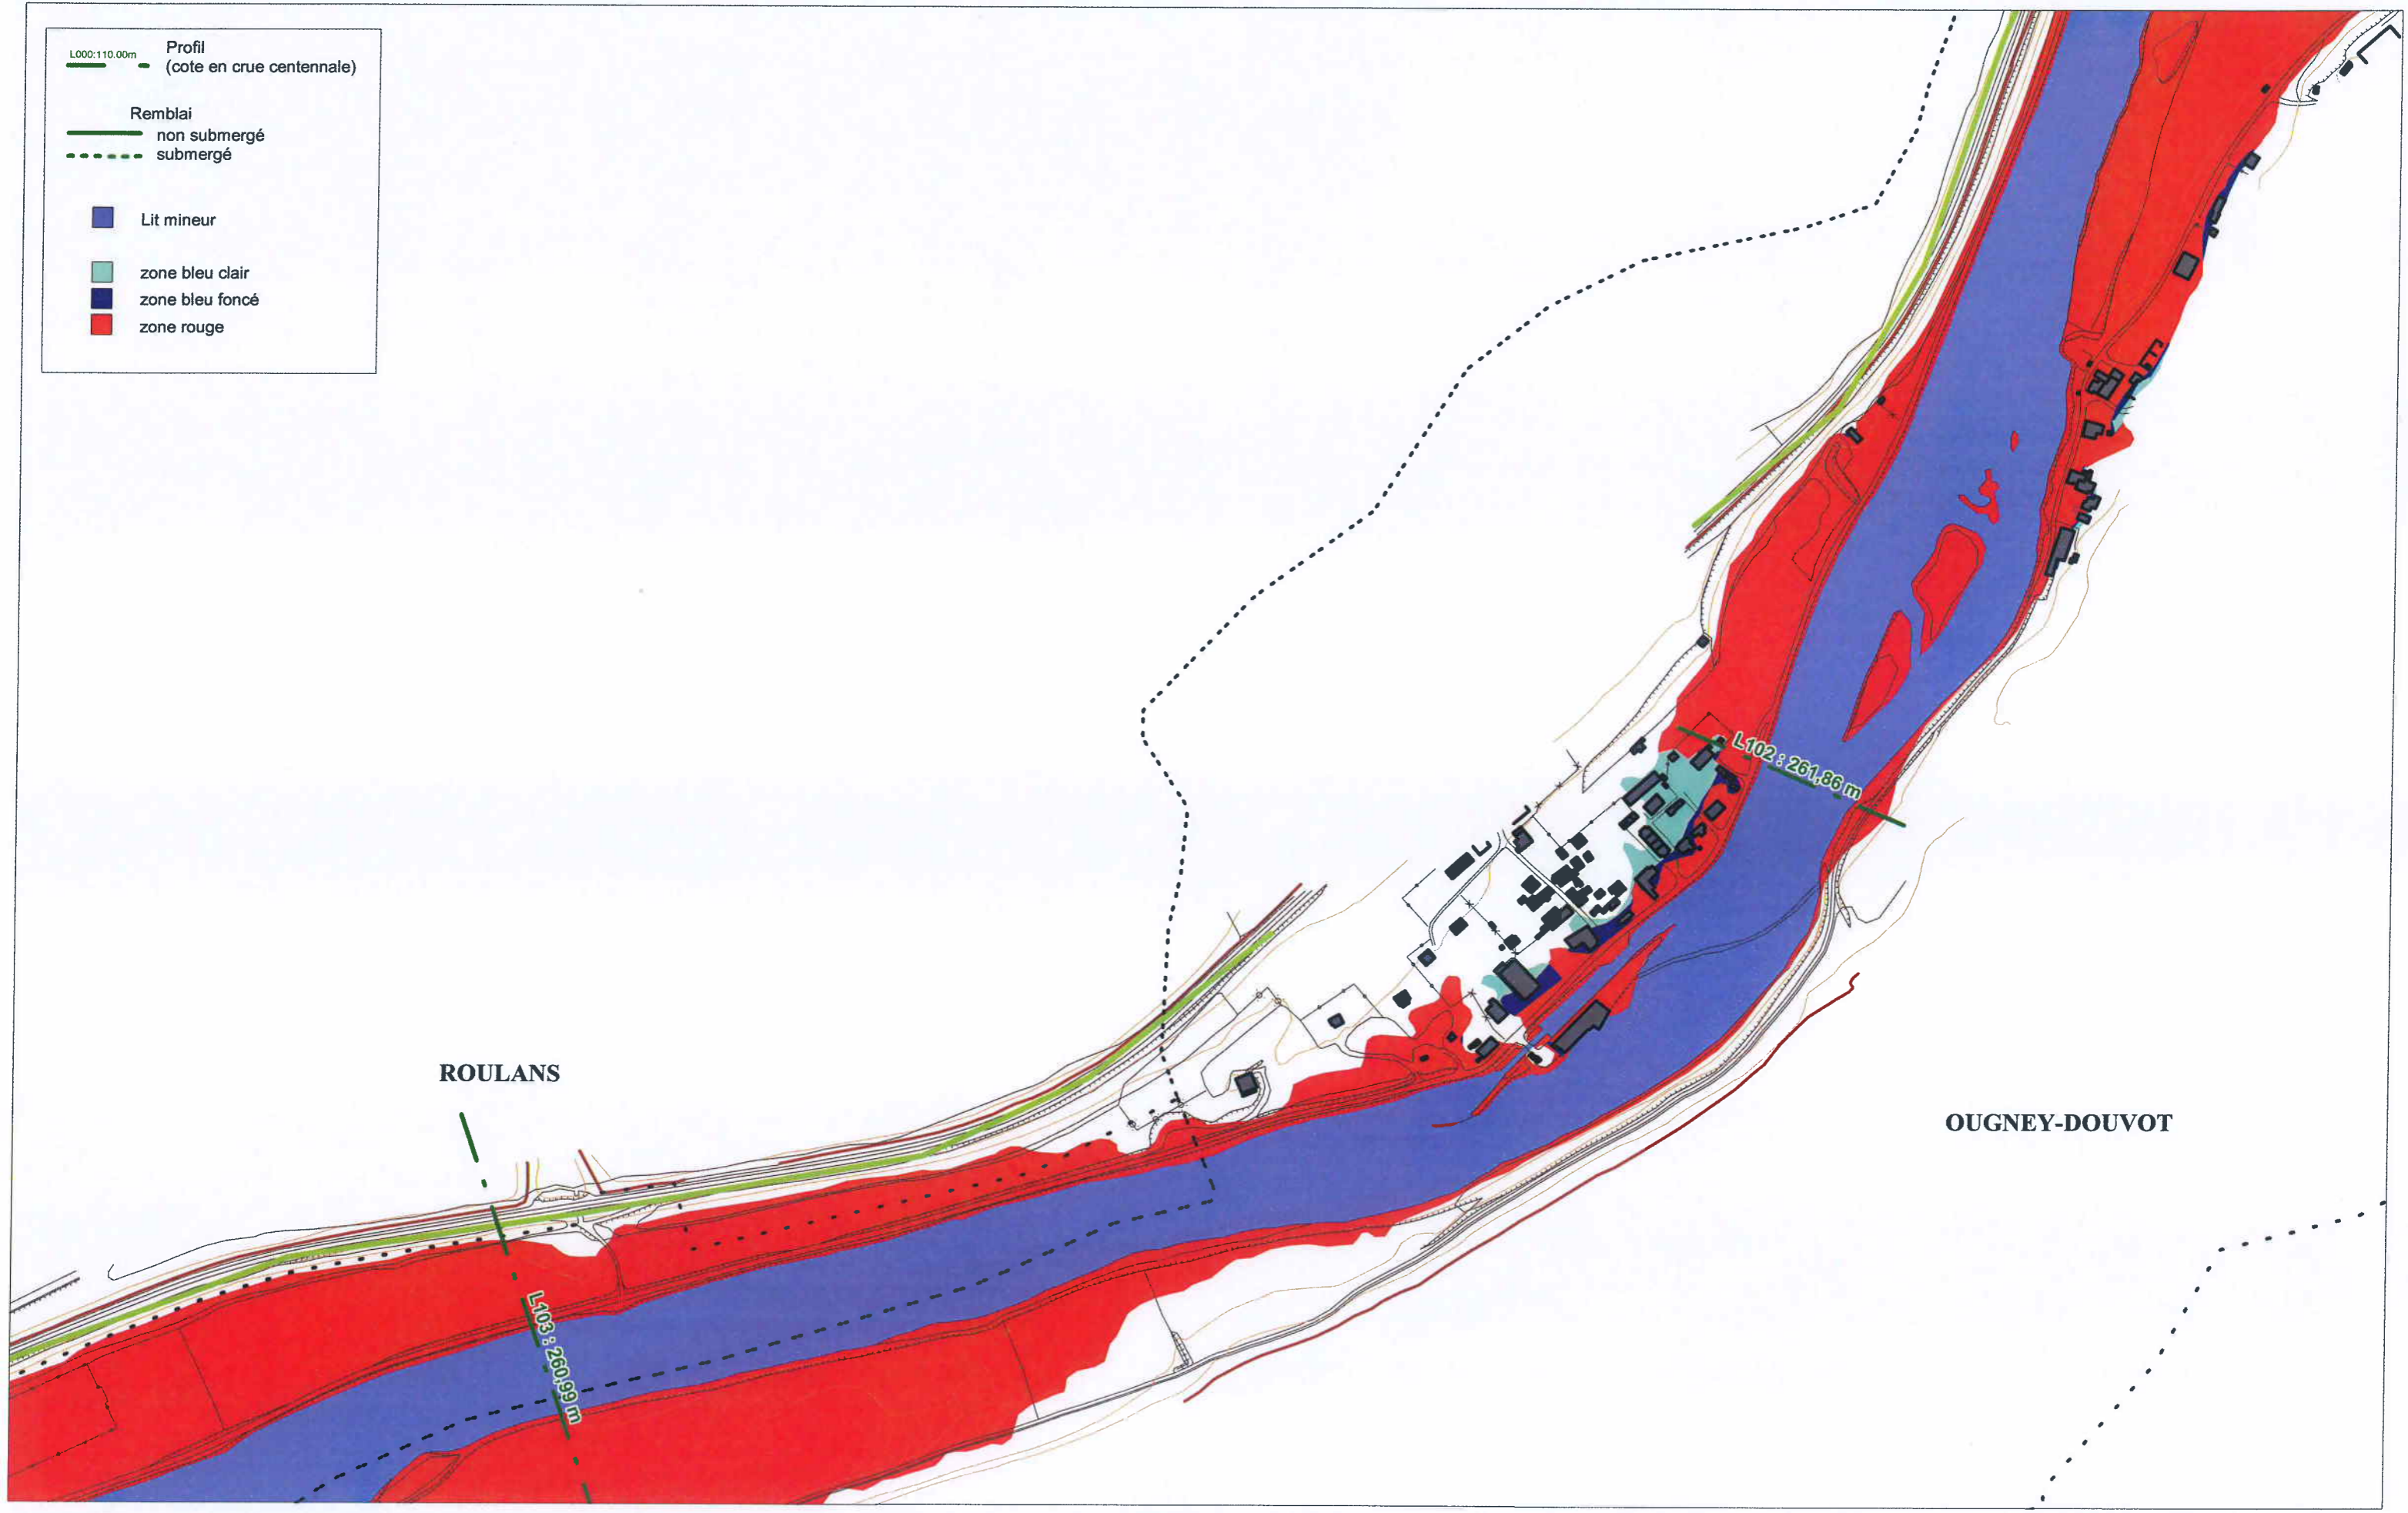 L000:110.00m
Profil
(cote en crue centennale)
Remblai
non submergé
submergé
Lit mineur
zone bleu clair
zone bleu foncé
zone rouge
L102 : 261,86 m
ROULANS
OUGNEY-DOUVOT
L103 : 260,99 m